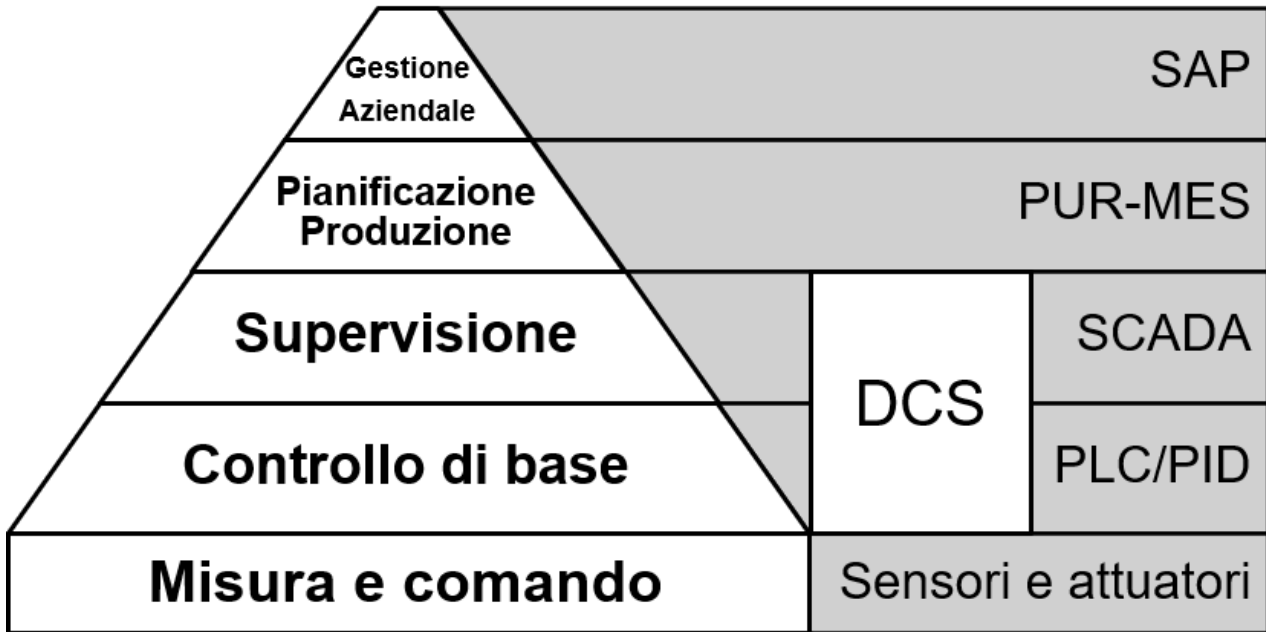 Gestione
Aziendale
SAP
Pianificazione
Produzione
PUR-MES
Supervisione
SCADA
DCS
Controllo di base
PLC/PID
Misura e comando
Sensori e attuatori